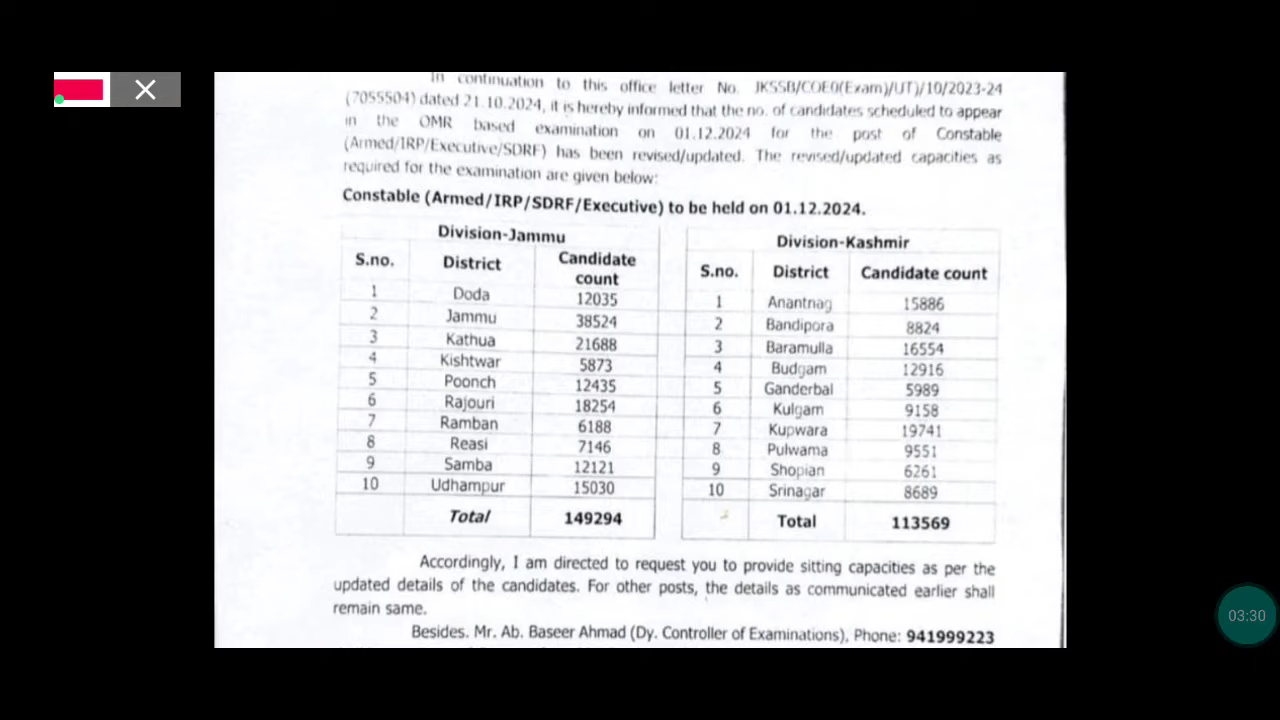 In continuation to this office letter No. JKSSB/COE0(Exam)/UT)/10/2023-24
(7055504) dated 21.10.2024, it is hereby informed that the no. of candidates scheduled to appear
in the OMR based examination on 01.12.2024 for the post of Constable
(Armed/IRP/Executive/SDRF) has been revised/updated. The revised/updated capacities as
required for the examination are given below:
Constable (Armed/IRP/SDRF/Executive) to be held on 01.12.2024.
Division-Jammu
S.no. District Candidate count
1 Doda 12035
2 Jammu 38524
3 Kathua 21688
4 Kishtwar 5873
5 Poonch 12435
6 Rajouri 18254
7 Ramban 6188
8 Reasi 7146
9 Samba 12121
10 Udhampur 15030
Total 149294
Division-Kashmir
S.no. District Candidate count
1 Anantnag 15886
2 Bandipora 8824
3 Baramulla 16554
4 Budgam 12916
5 Ganderbal 5989
6 Kulgam 9158
7 Kupwara 19741
8 Pulwama 9551
9 Shopian 6261
10 Srinagar 8689
Total 113569
Accordingly, I am directed to request you to provide sitting capacities as per the
updated details of the candidates. For other posts, the details as communicated earlier shall
remain same.
Besides. Mr. Ab. Baseer Ahmad (Dy. Controller of Examinations), Phone: 941999223
03:30